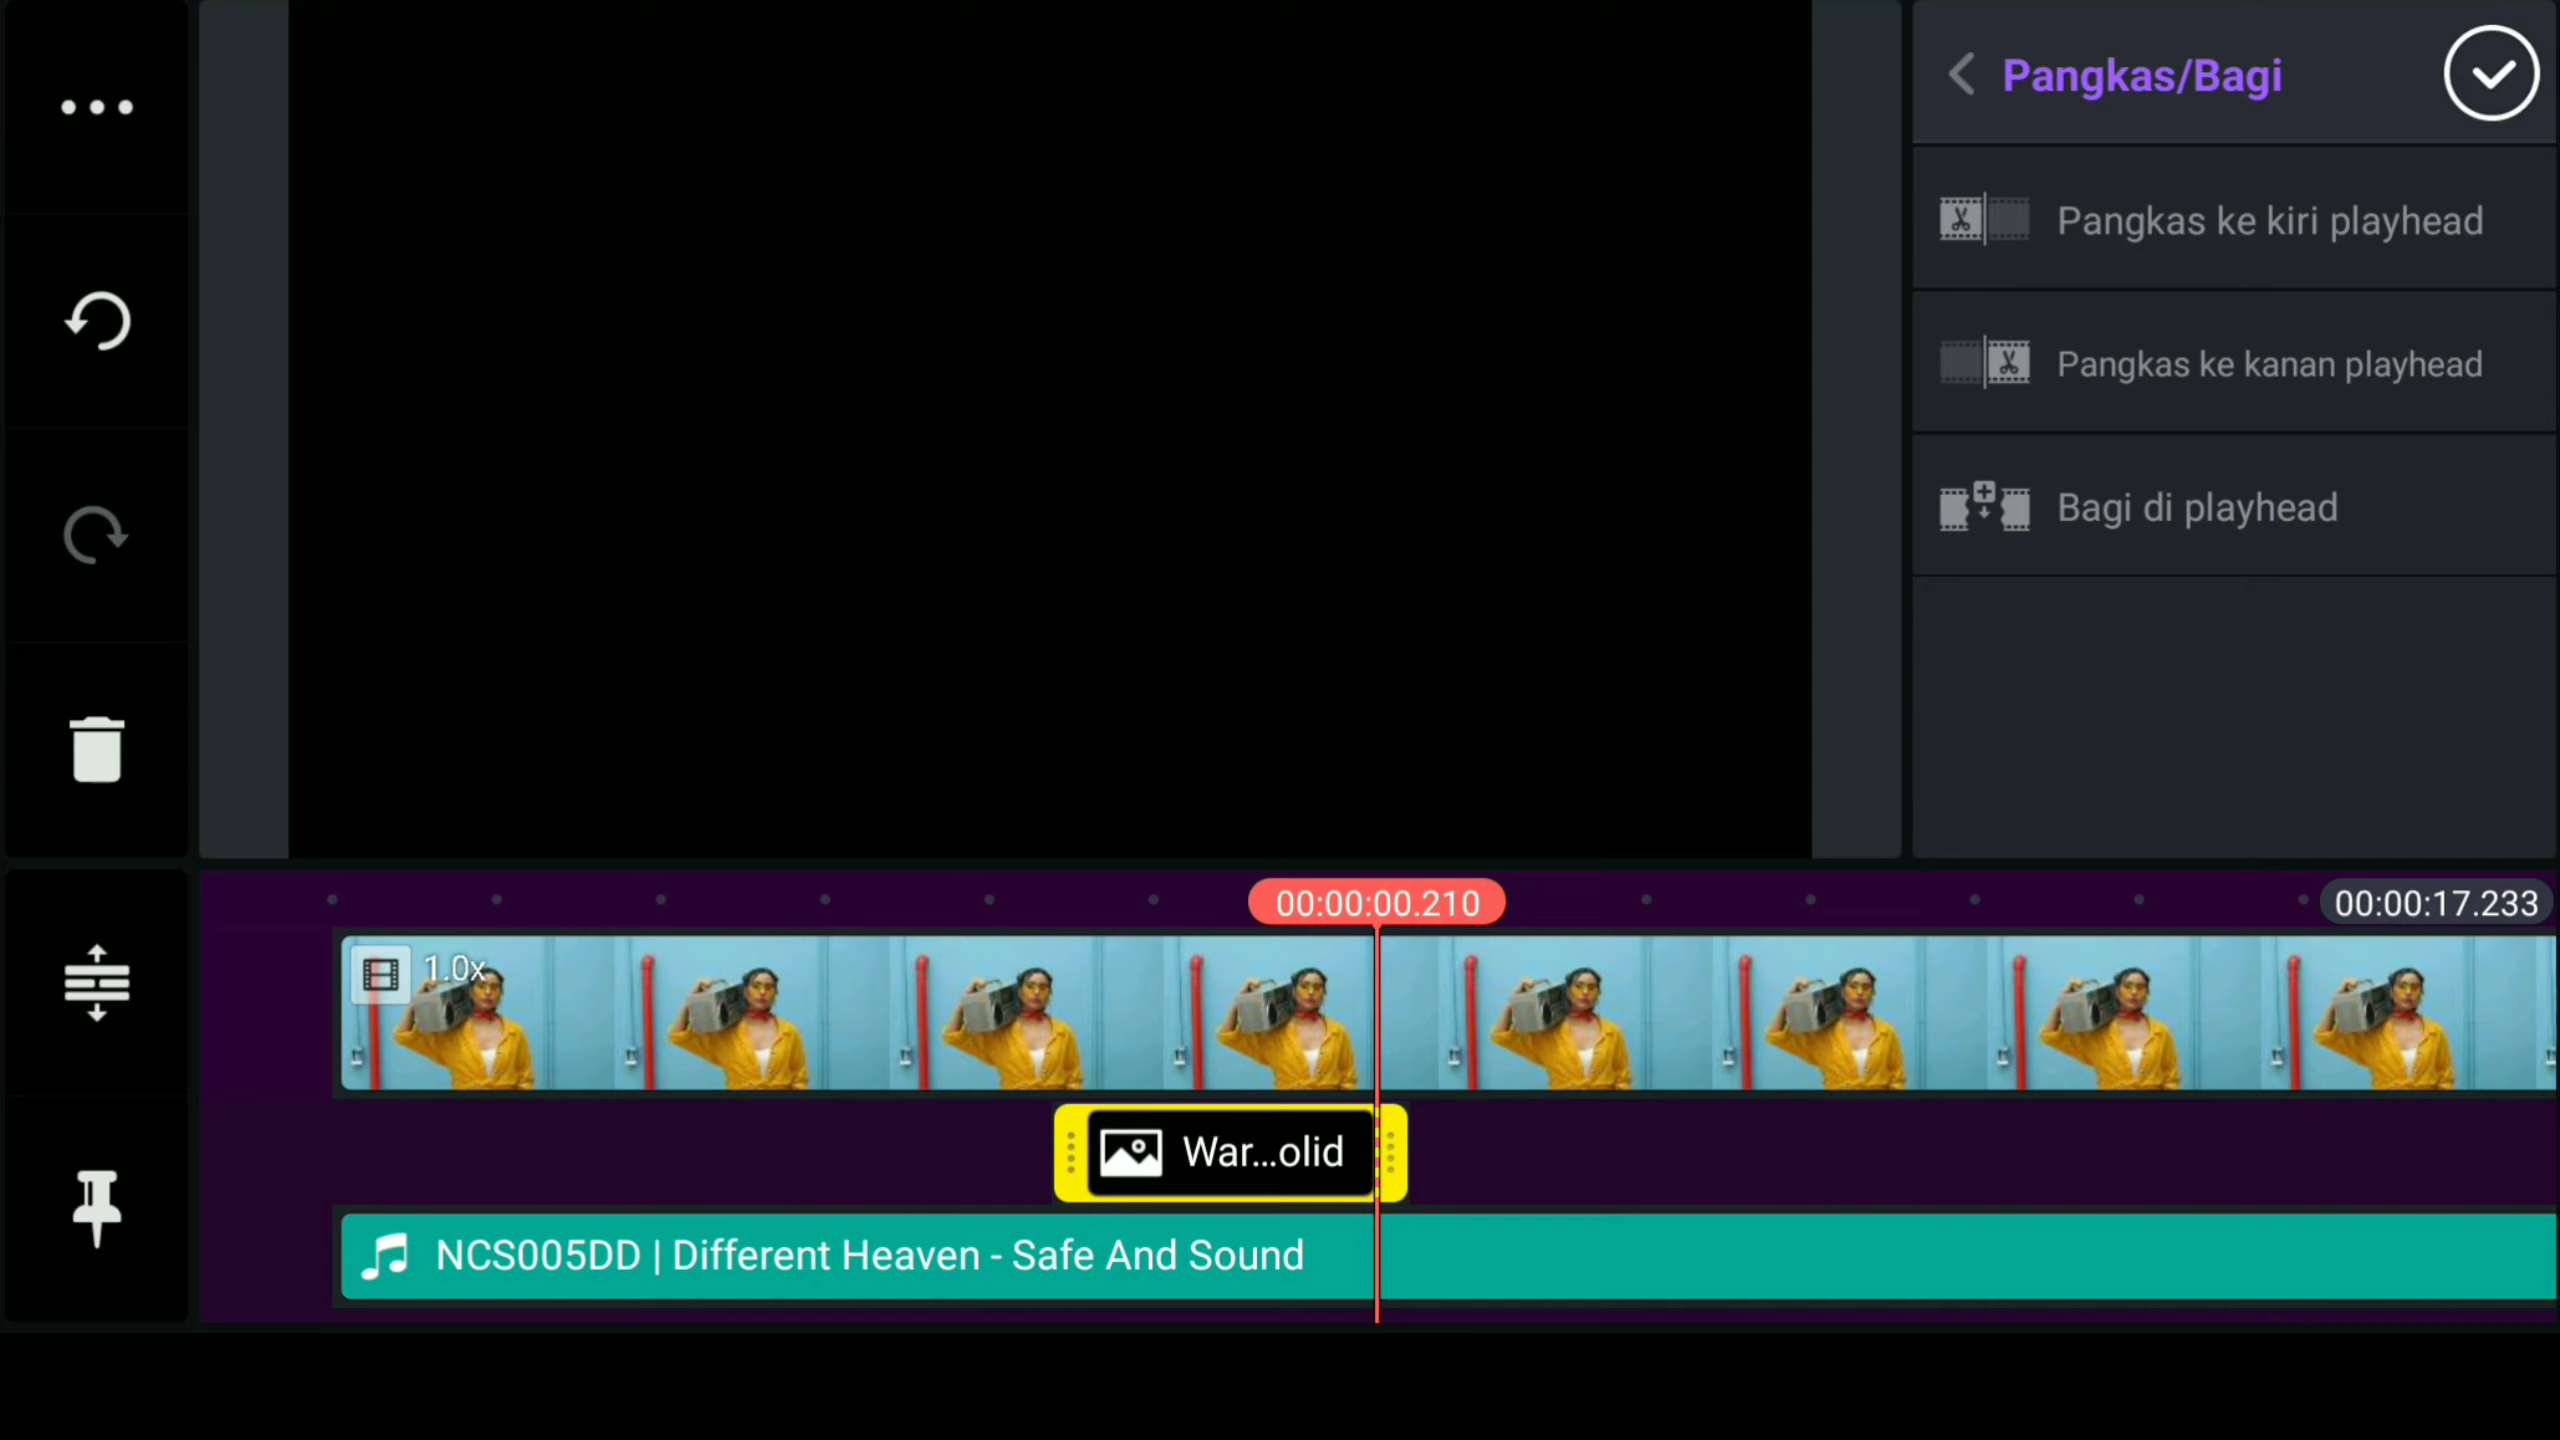 Pangkas/Bagi
Pangkas ke kiri playhead
Pangkas ke kanan playhead
Bagi di playhead
00:00:00.210
00:00:17.233
1.0x
War...olid
NCS005DD | Different Heaven - Safe And Sound